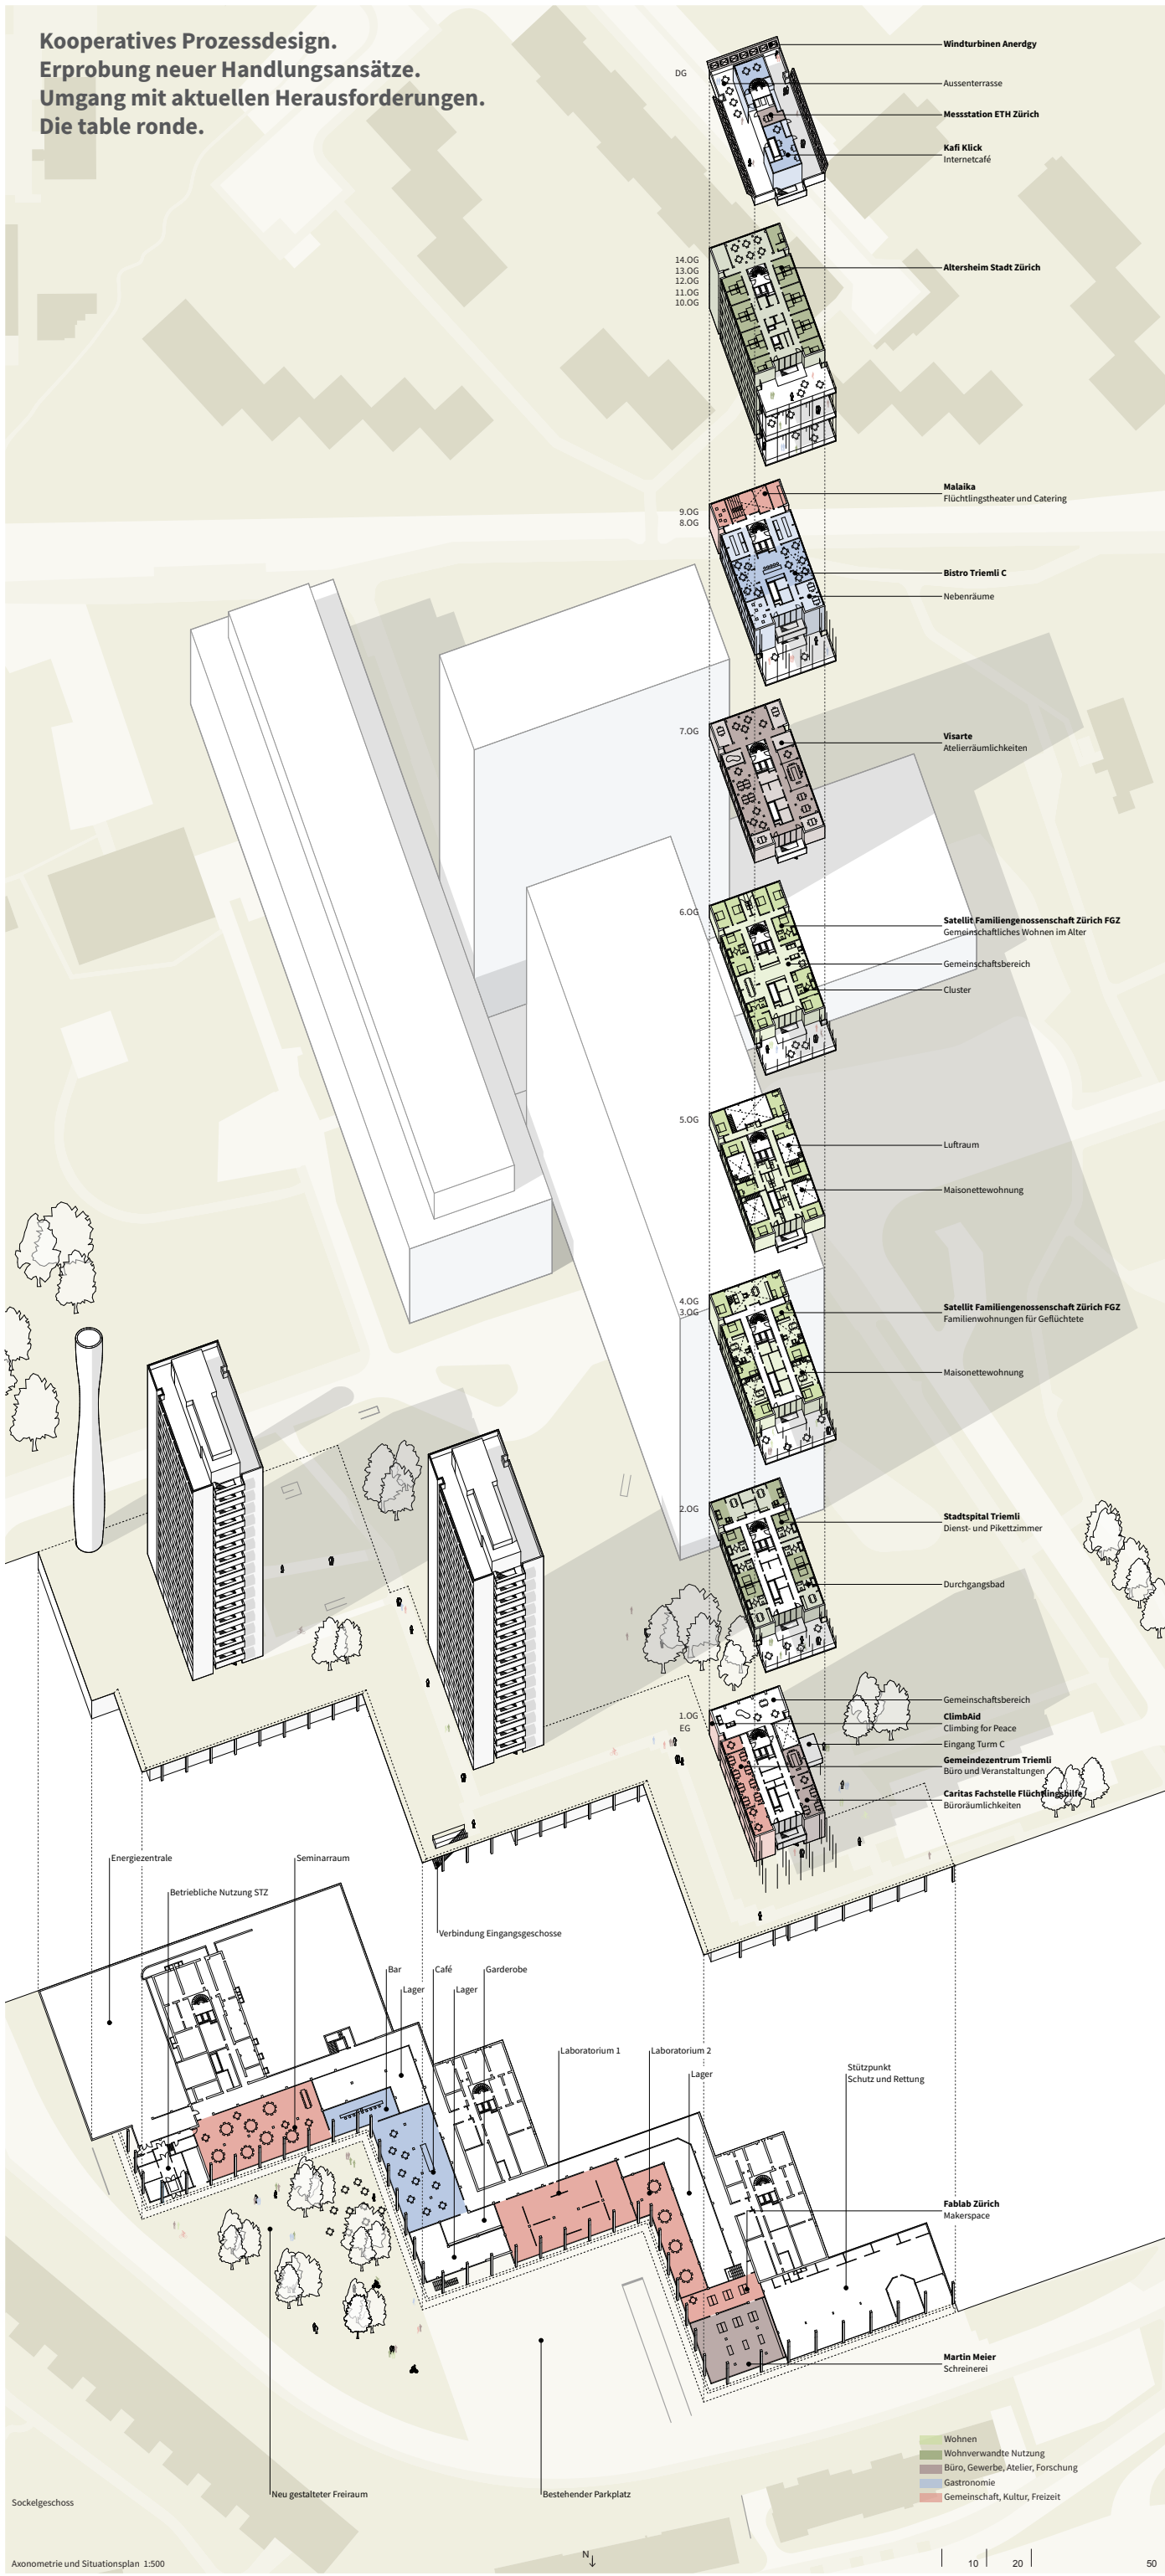 Kooperatives Prozessdesign.
Erprobung neuer Handlungsansätze.
Umgang mit aktuellen Herausforderungen.
Die table ronde.
DG
Windturbinen Anerdgy
Aussenterrasse
Messstation ETH Zürich
Kafi Klick
Internetcafé
14.OG
13.OG
12.OG
11.OG
10.OG
Altersheim Stadt Zürich
Malaika
Flüchtlingstheater und Catering
9.OG
8.OG
Bistro Triemli C
Nebenräume
7.OG
Visarte
Atelierräumlichkeiten
6.OG
Satellit Familiengenossenschaft Zürich FGZ
Gemeinschaftliches Wohnen im Alter
Gemeinschaftsbereich
Cluster
5.OG
Luftraum
Maisonettewohnung
4.OG
3.OG
Satellit Familiengenossenschaft Zürich FGZ
Familienwohnungen für Geflüchtete
Maisonettewohnung
2.OG
Stadtspital Triemli
Dienst- und Pikettzimmer
Durchgangsbad
Gemeinschaftsbereich
1.OG
EG
ClimbAid
Climbing for Peace
Eingang Turm C
Gemeindezentrum Triemli
Büro und Veranstaltungen
Caritas Fachstelle Flüchtlingshilfe
Büroräumlichkeiten
Energiezentrale
Seminarraum
Betriebliche Nutzung STZ
Verbindung Eingangsgeschosse
Bar
Café
Garderobe
Lager
Lager
Laboratorium 1
Laboratorium 2
Lager
Stützpunkt
Schutz und Rettung
Fablab Zürich
Makerspace
Martin Meier
Schreinerei
Wohnen
Wohnverwandte Nutzung
Büro, Gewerbe, Atelier, Forschung
Gastronomie
Gemeinschaft, Kultur, Freizeit
Neu gestalteter Freiraum
Bestehender Parkplatz
Sockelgeschoss
Axonometrie und Situationsplan 1:500
N
10
20
50